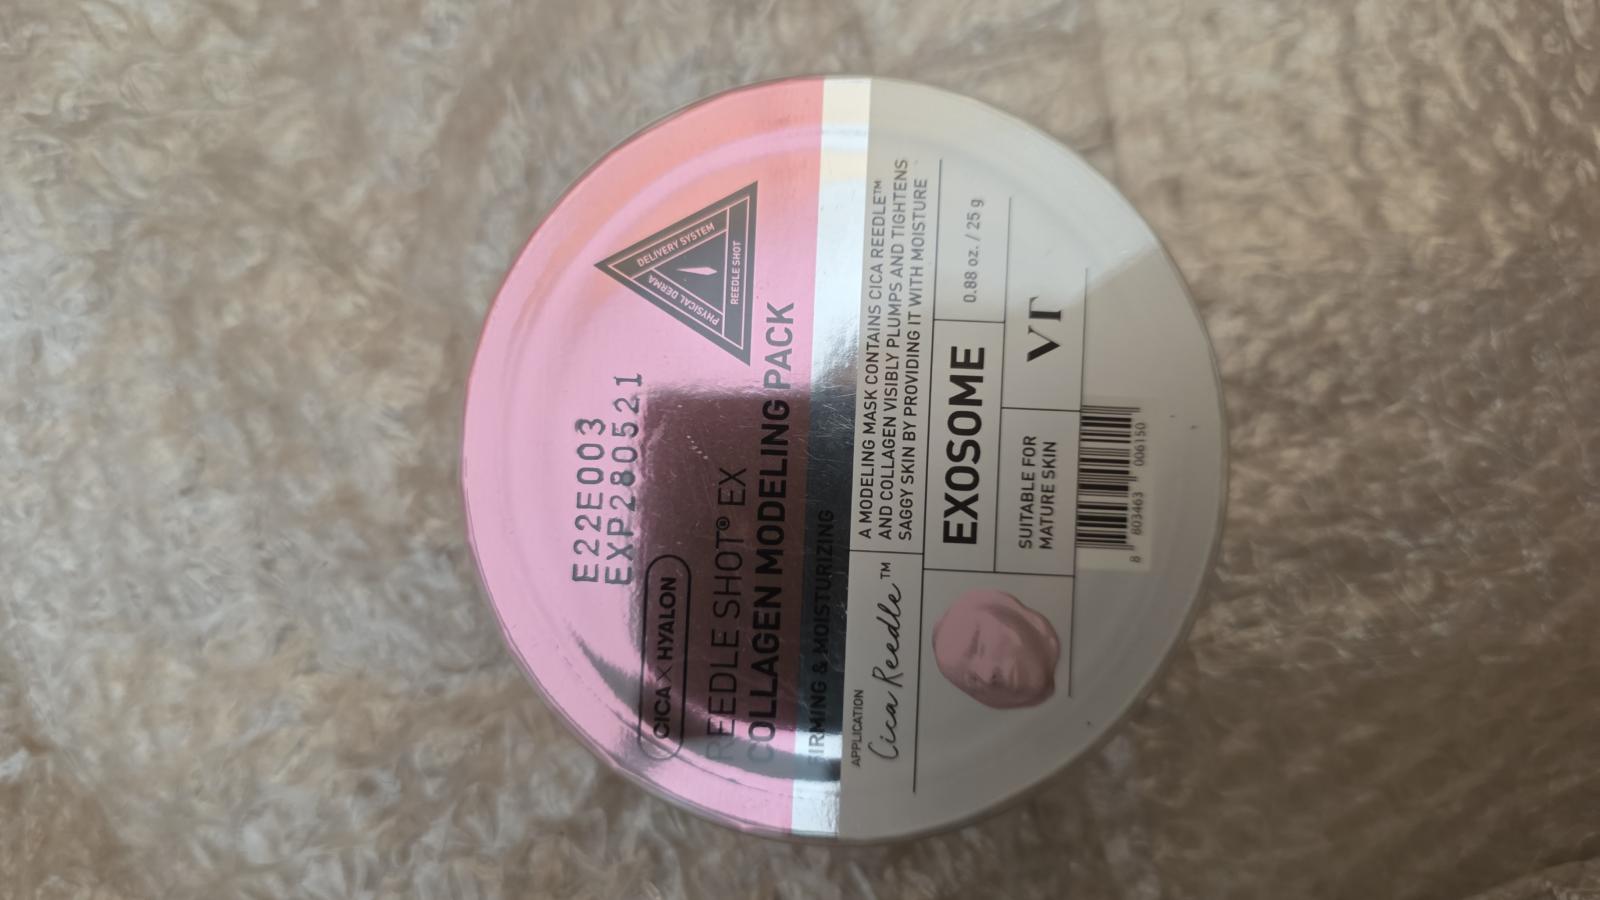 E22E003
EXP280521
CICA × HYALON
REEDLE SHOT® EX
COLLAGEN MODELING PACK
FIRMING & MOISTURIZING
PHYSICAL DERMA
DELIVERY SYSTEM
REEDLE SHOT
APPLICATION
Cica Reedle™
A MODELING MASK CONTAINS CICA REEDLE™
AND COLLAGEN VISIBLY PLUMPS AND TIGHTENS
SAGGY SKIN BY PROVIDING IT WITH MOISTURE
EXOSOME
0.88 oz. / 25 g
SUITABLE FOR
MATURE SKIN
VT
8 803463 006150